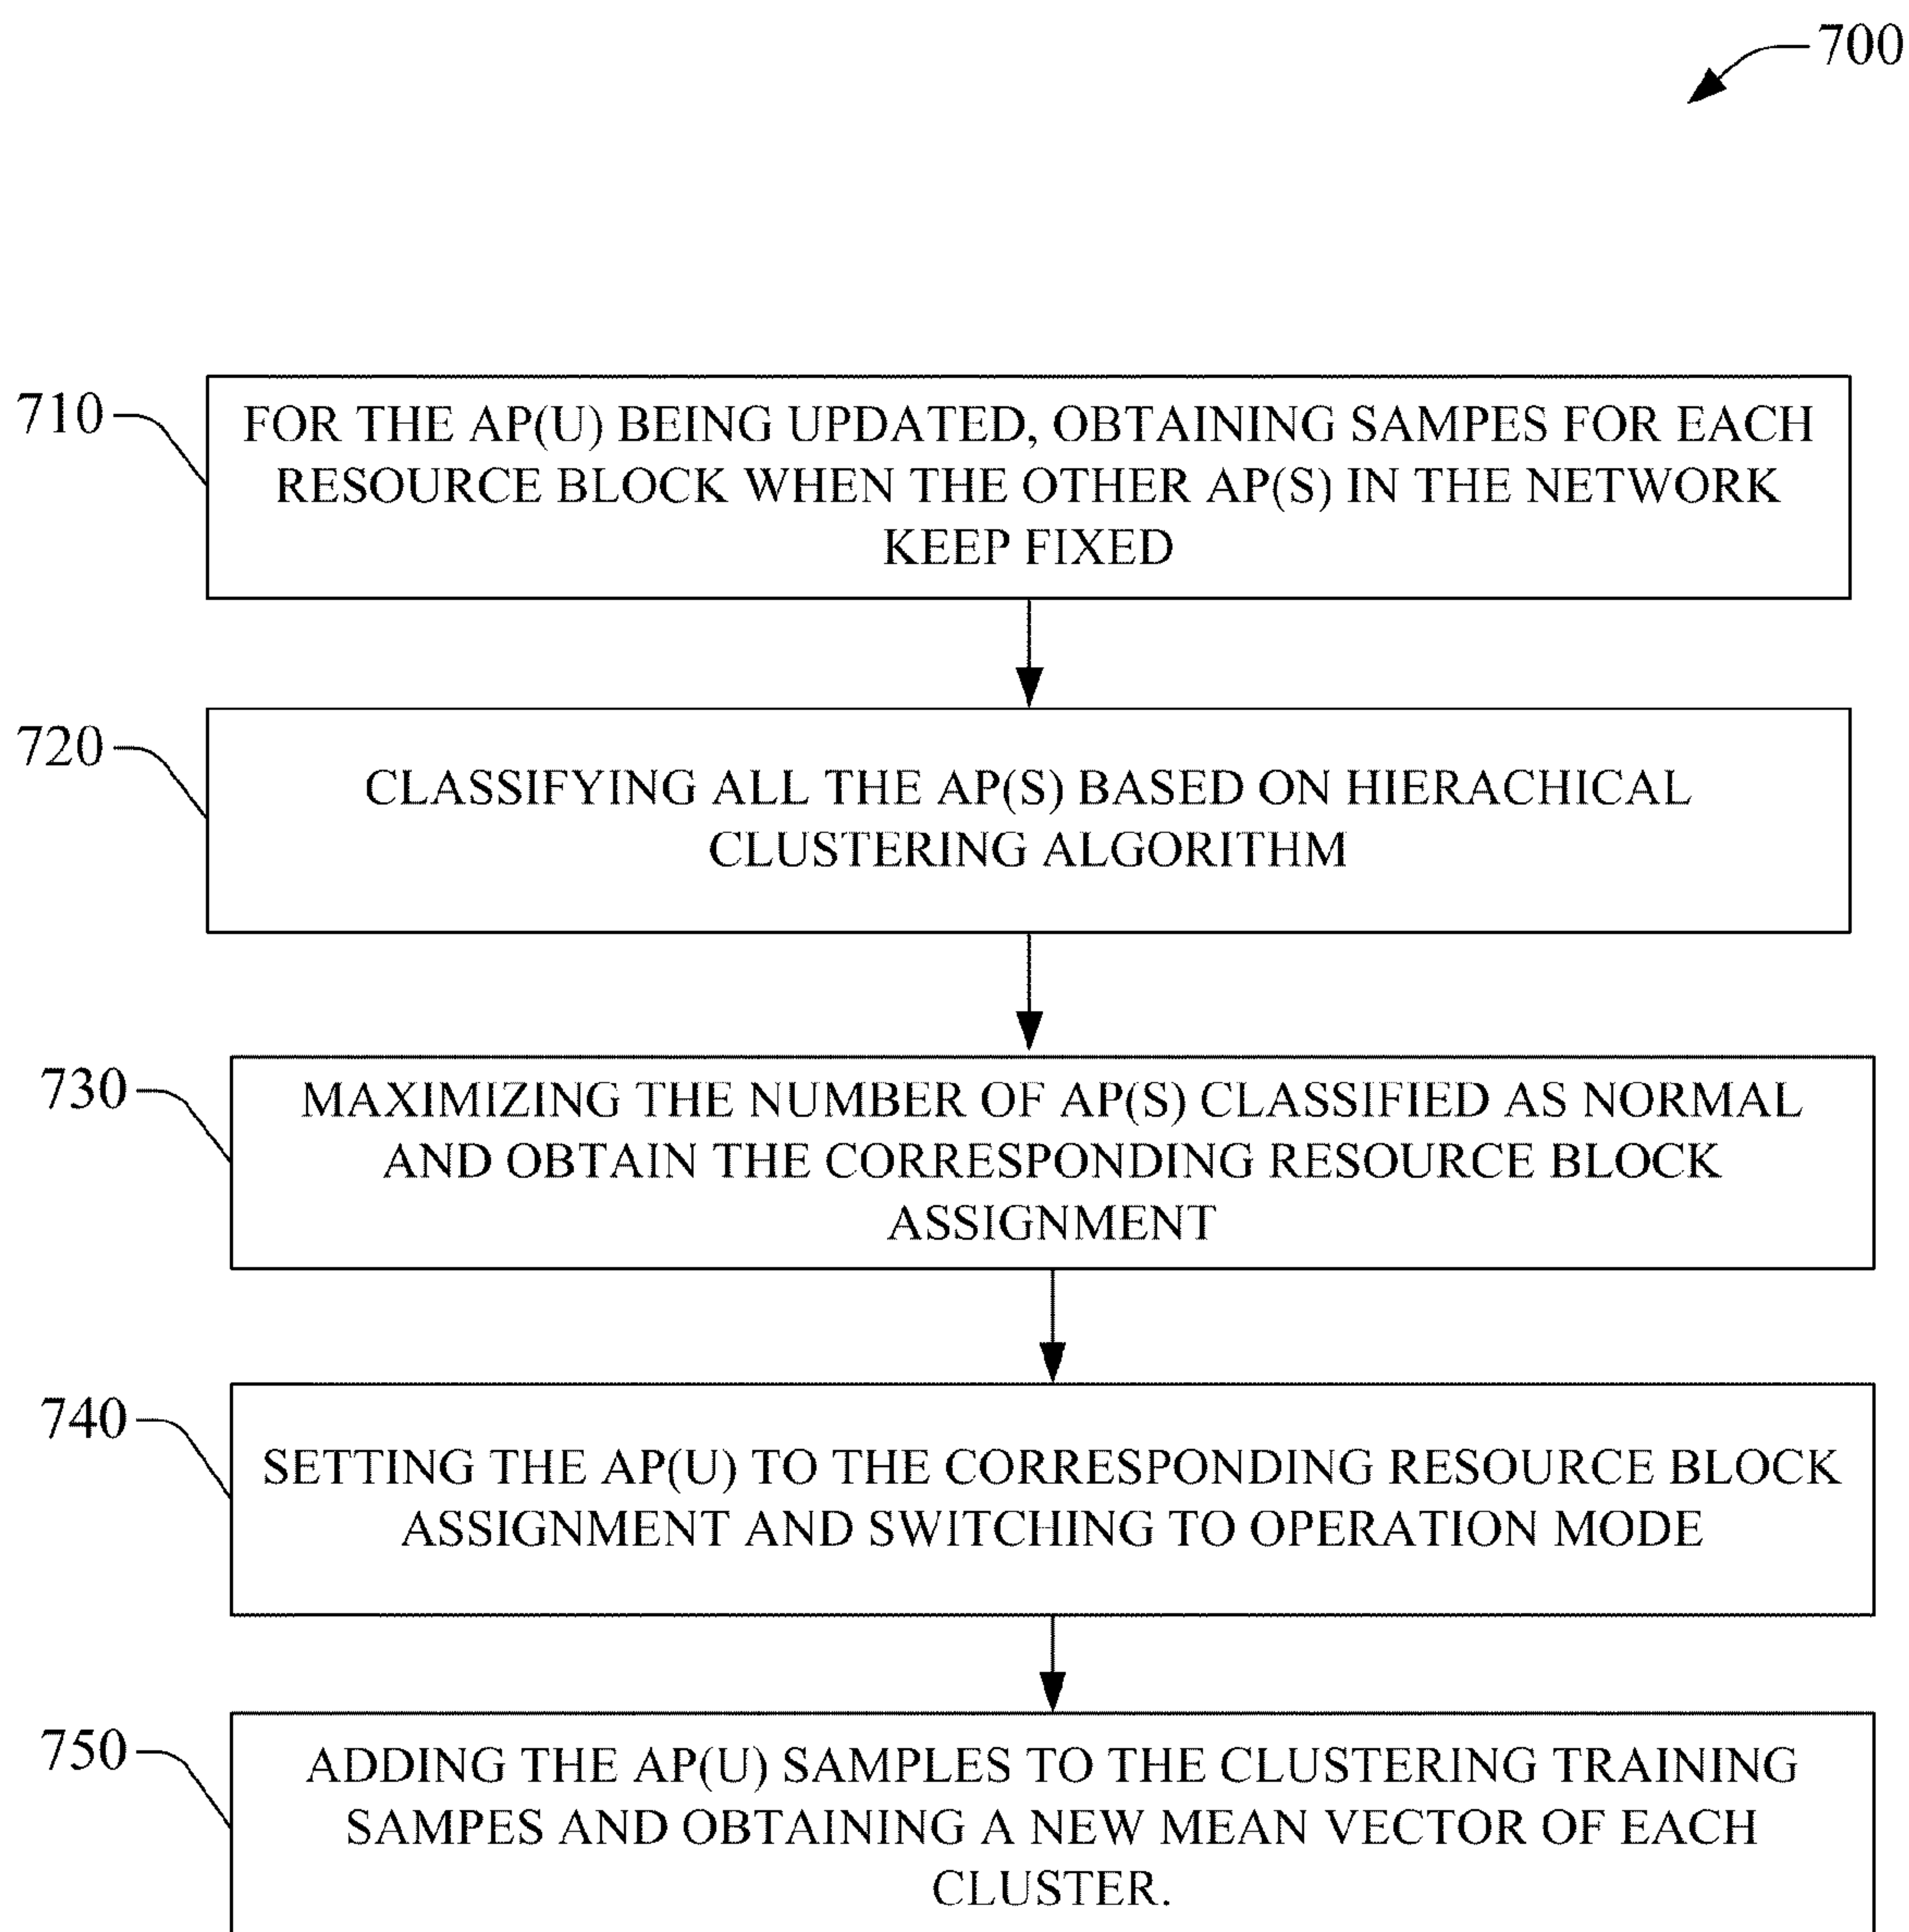 700
710
FOR THE AP(U) BEING UPDATED, OBTAINING SAMPES FOR EACH
RESOURCE BLOCK WHEN THE OTHER AP(S) IN THE NETWORK
KEEP FIXED
720
CLASSIFYING ALL THE AP(S) BASED ON HIERACHICAL
CLUSTERING ALGORITHM
730
MAXIMIZING THE NUMBER OF AP(S) CLASSIFIED AS NORMAL
AND OBTAIN THE CORRESPONDING RESOURCE BLOCK
ASSIGNMENT
740
SETTING THE AP(U) TO THE CORRESPONDING RESOURCE BLOCK
ASSIGNMENT AND SWITCHING TO OPERATION MODE
750
ADDING THE AP(U) SAMPLES TO THE CLUSTERING TRAINING
SAMPES AND OBTAINING A NEW MEAN VECTOR OF EACH
CLUSTER.